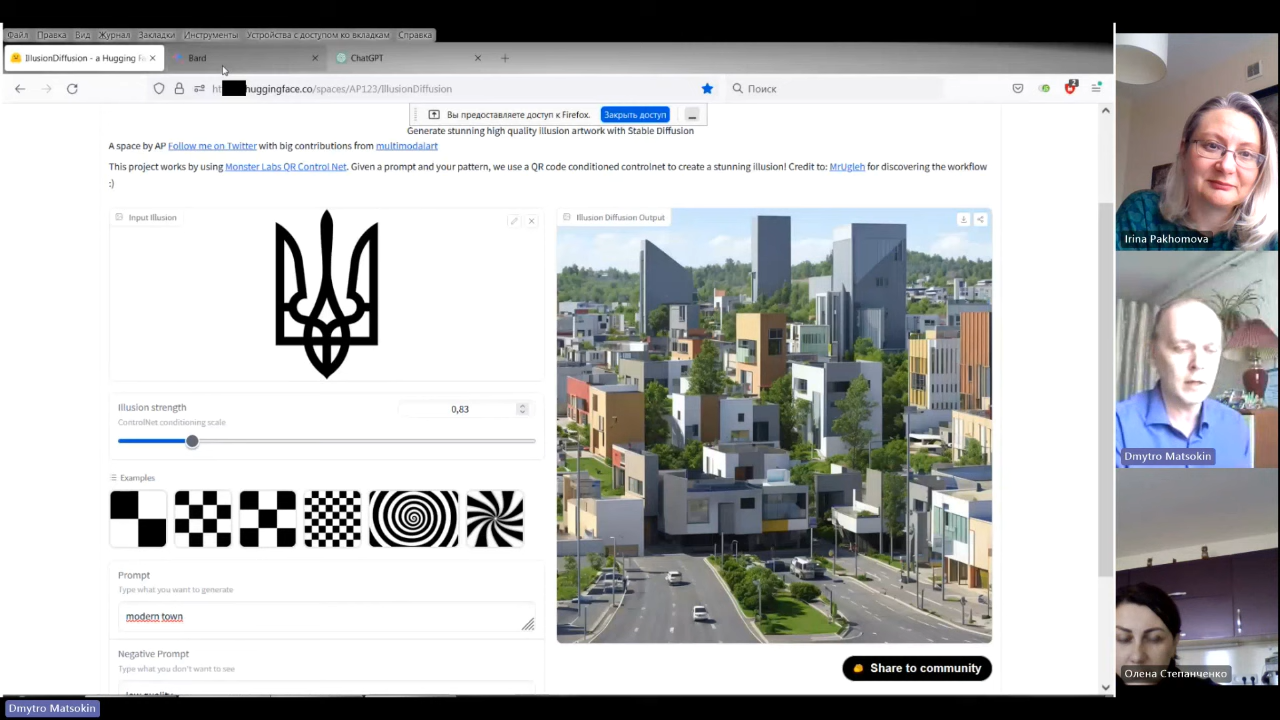 Файл Правка Вид Журнал Закладки Инструменты Устройства с доступом ко вкладкам Справка
IllusionDiffusion - a Hugging Fa
Bard
ChatGPT
huggingface.co/spaces/AP123/IllusionDiffusion
Поиск
2
Вы предоставляете доступ к Firefox. Закрыть доступ
Generate stunning high quality illusion artwork with Stable Diffusion
A space by AP Follow me on Twitter with big contributions from multimodalart
This project works by using Monster Labs QR Control Net. Given a prompt and your pattern, we use a QR code conditioned controlnet to create a stunning illusion! Credit to: MrUgleh for discovering the workflow
:)
Input Illusion
Illusion Diffusion Output
Illusion strength
0,83
ControlNet conditioning scale
Examples
Prompt
Type what you want to generate
modern town
Negative Prompt
Type what you don't want to see
low quality
Share to community
Irina Pakhomova
Dmytro Matsokin
Олена Степанченко
Dmytro Matsokin